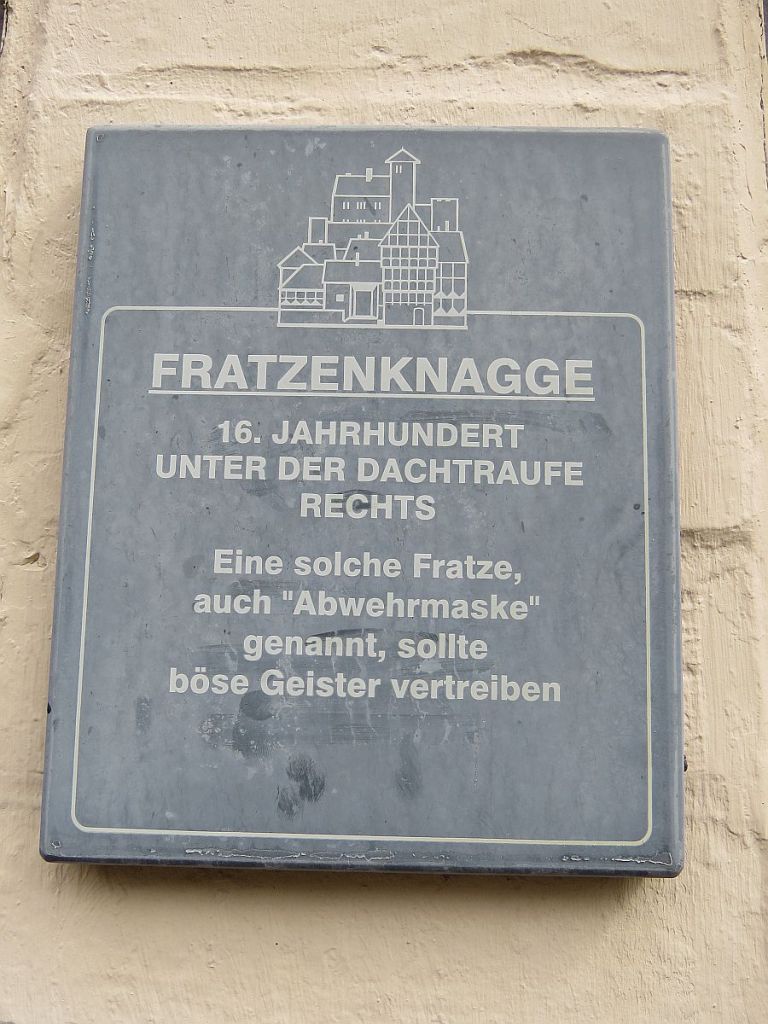 FRATZENKNAGGE
16. JAHRHUNDERT
UNTER DER DACHTRAUFE
RECHTS
Eine solche Fratze,
auch "Abwehrmaske"
genannt, sollte
böse Geister vertreiben